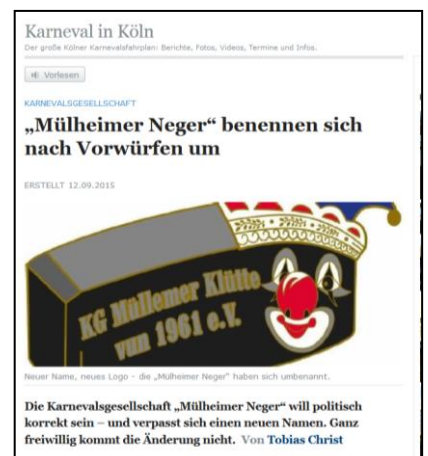 Karneval in Köln
Der große Kölner Karnevalsfahrplan: Berichte, Fotos, Videos, Termine und Infos.
Vorlesen
KARNEVALSGESELLSCHAFT
„Mülheimer Neger“ benennen sich
nach Vorwürfen um
ERSTELLT 12.09.2015
KG Müllemer Klütte
vun 1961 e.V.
Neuer Name, neues Logo - die „Mülheimer Neger" haben sich umbenannt.
Die Karnevalsgesellschaft „Mülheimer Neger“ will politisch
korrekt sein – und verpasst sich einen neuen Namen. Ganz
freiwillig kommt die Änderung nicht. Von Tobias Christ